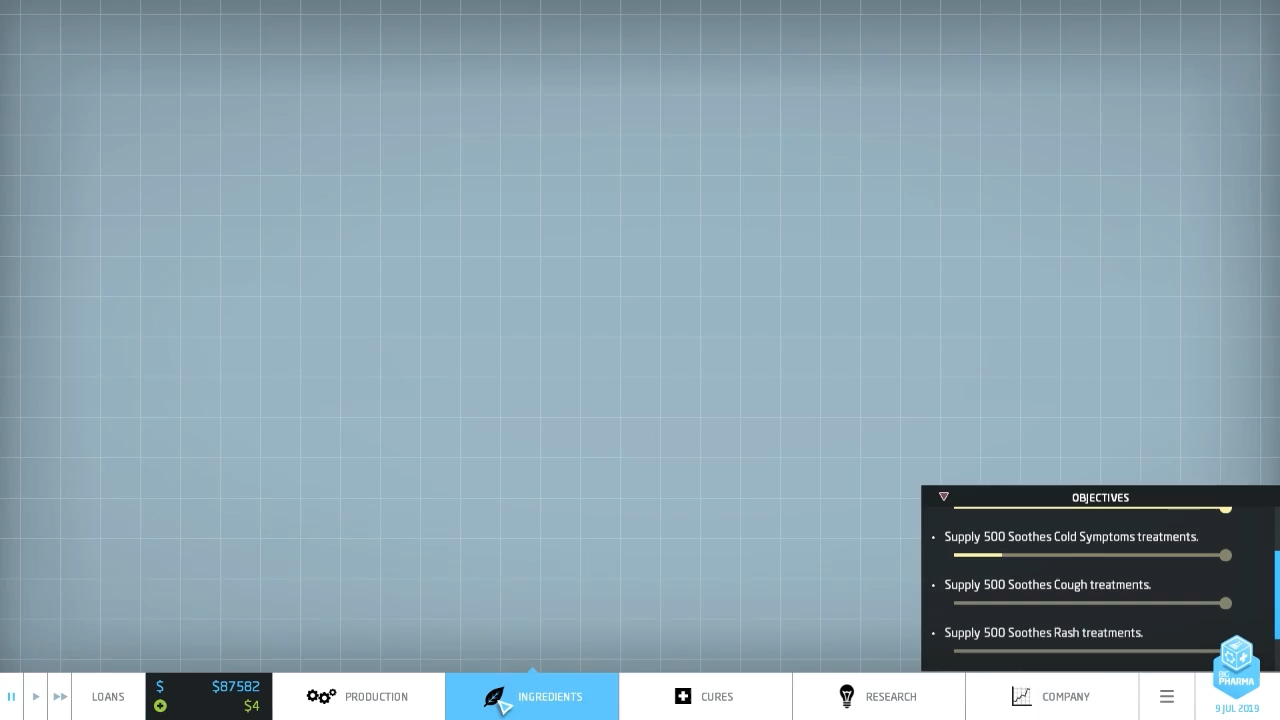 OBJECTIVES
• Supply 500 Soothes Cold Symptoms treatments.
• Supply 500 Soothes Cough treatments.
• Supply 500 Soothes Rash treatments.
LOANS
$ $87582
$4
PRODUCTION
INGREDIENTS
CURES
RESEARCH
COMPANY
BIG
PHARMA
9 JUL 2019